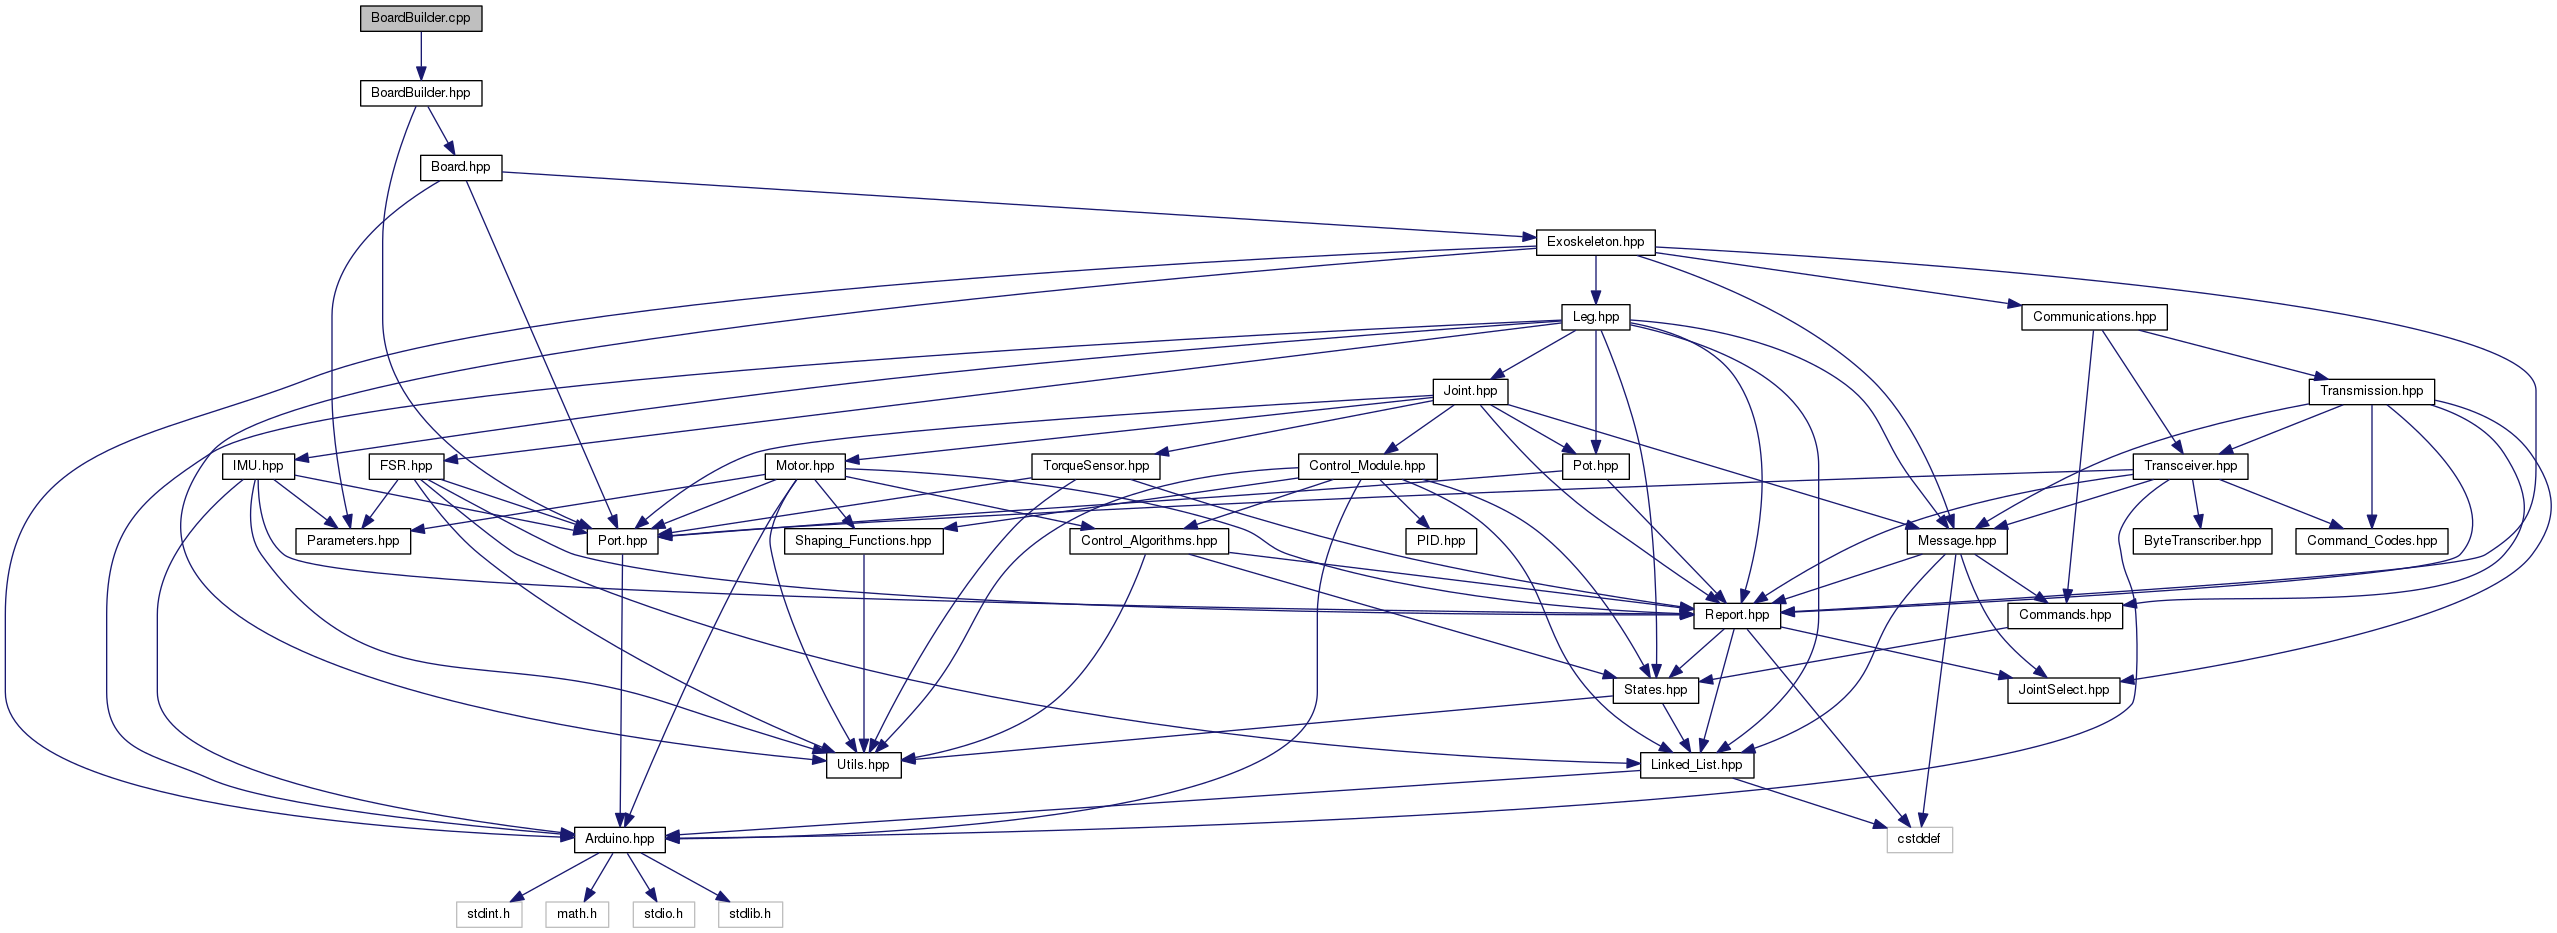 BoardBuilder.cpp
BoardBuilder.hpp
Board.hpp
Exoskeleton.hpp
Leg.hpp
Communications.hpp
Joint.hpp
Transmission.hpp
IMU.hpp
FSR.hpp
Motor.hpp
TorqueSensor.hpp
Control_Module.hpp
Pot.hpp
Transceiver.hpp
Parameters.hpp
Port.hpp
Shaping_Functions.hpp
Control_Algorithms.hpp
PID.hpp
Message.hpp
ByteTranscriber.hpp
Command_Codes.hpp
Report.hpp
Commands.hpp
States.hpp
JointSelect.hpp
Utils.hpp
Linked_List.hpp
Arduino.hpp
cstddef
stdint.h
math.h
stdio.h
stdlib.h